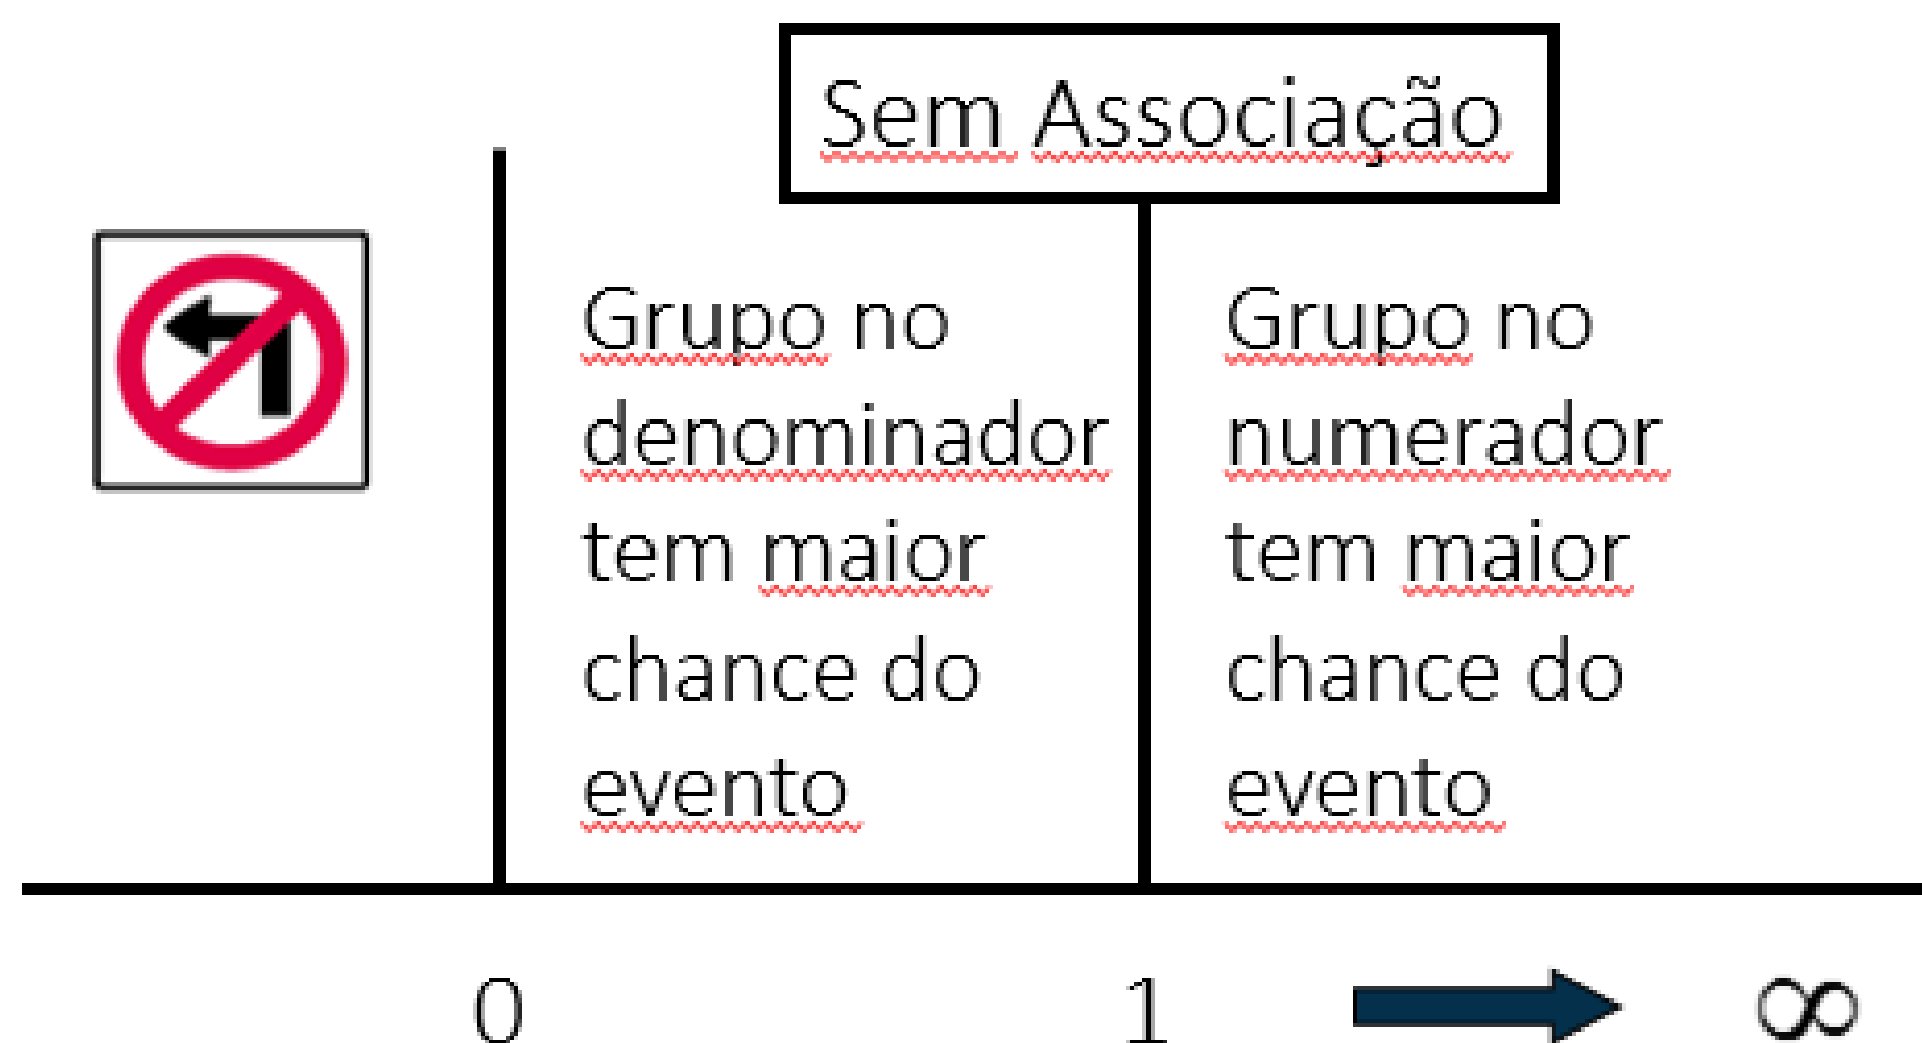 Sem Associação
Grupo no
denominador
tem maior
chance do
evento
Grupo no
numerador
tem maior
chance do
evento
0
1
∞